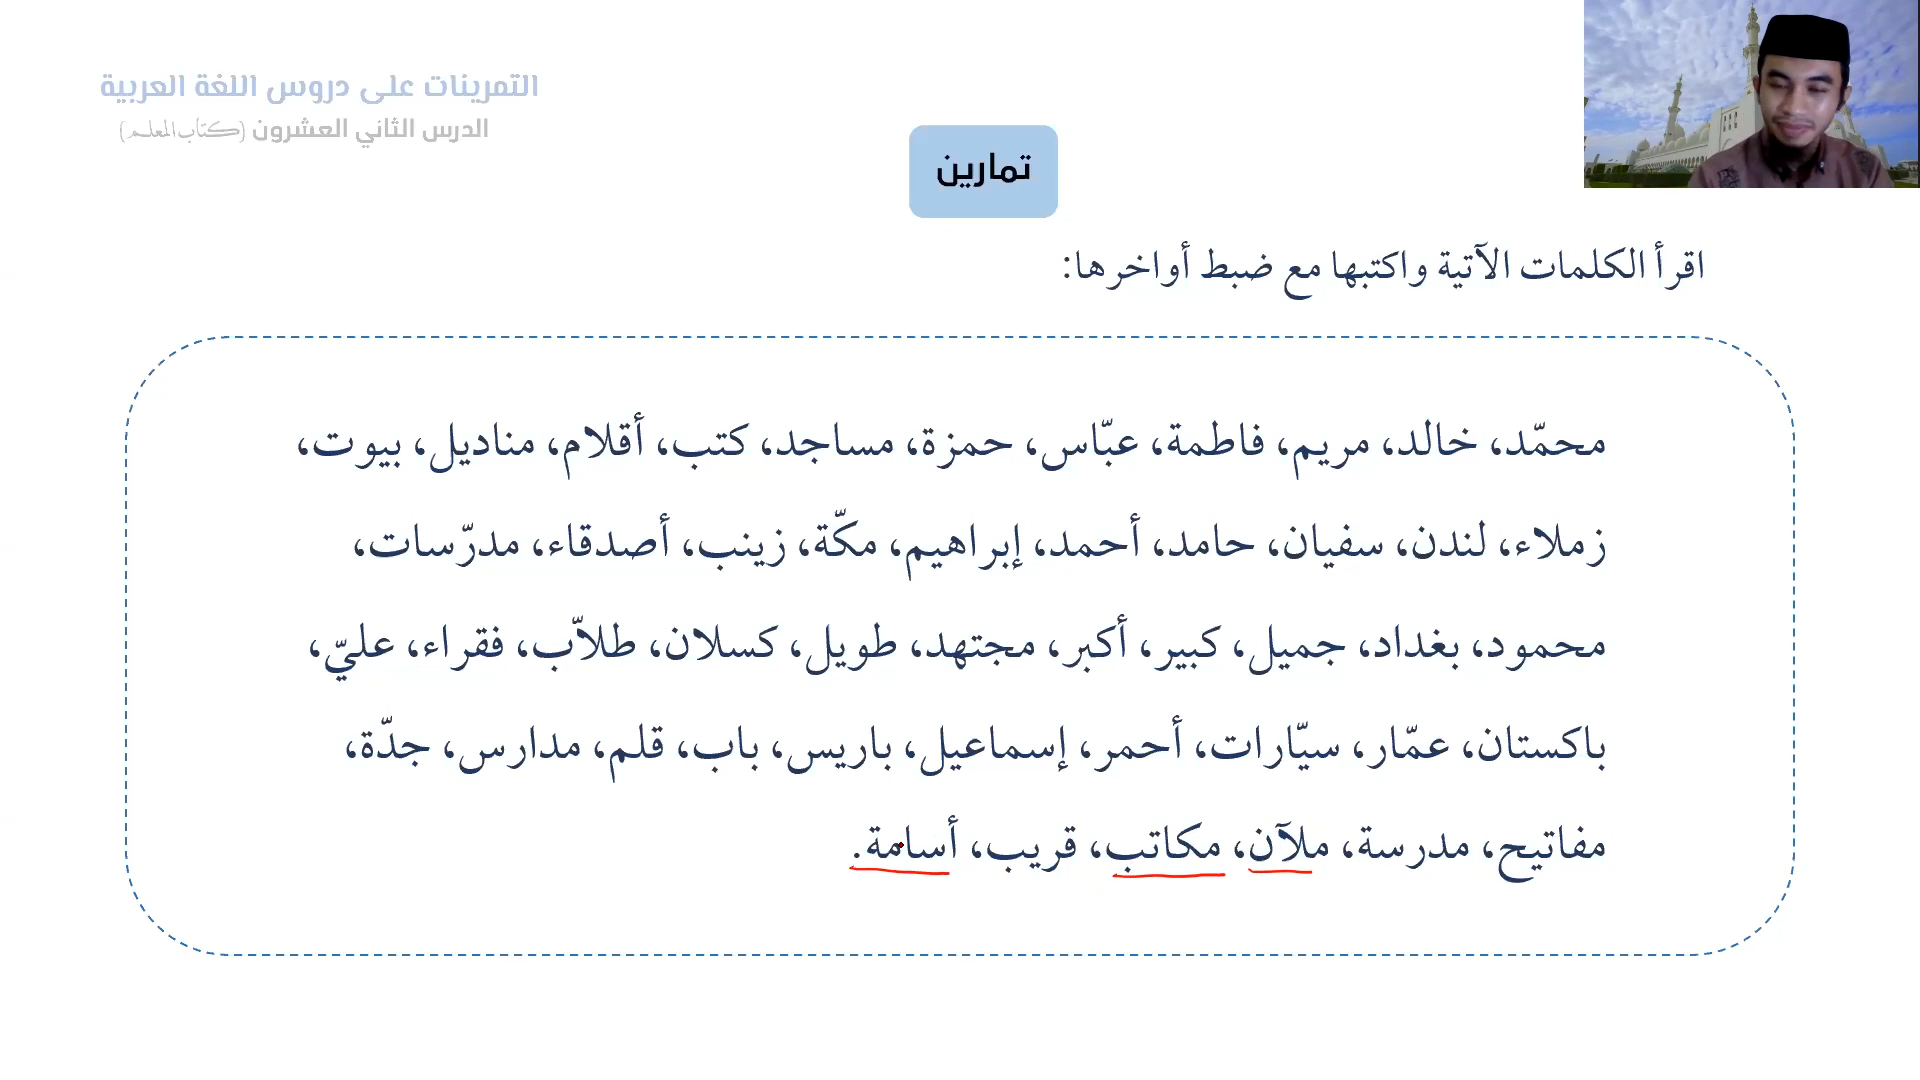 التمرينات على دروس اللغة العربية
الدرس الثاني العشرون (كتاب المعلم)
تمارين
اقرأ الكلمات الآتية واكتبها مع ضبط أواخرها:
محمّد، خالد، مريم، فاطمة، عبّاس، حمزة، مساجد، كتب، أقلام، مناديل، بيوت،
زملاء، لندن، سفيان، حامد، أحمد، إبراهيم، مكّة، زينب، أصدقاء، مدرّسات،
محمود، بغداد، جميل، كبير، أكبر، مجتهد، طويل، كسلان، طلاّب، فقراء، عليّ،
باكستان، عمّار، سيّارات، أحمر، إسماعيل، باريس، باب، قلم، مدارس، جدّة،
مفاتيح، مدرسة، ملآن، مكاتب، قريب، أسامة.